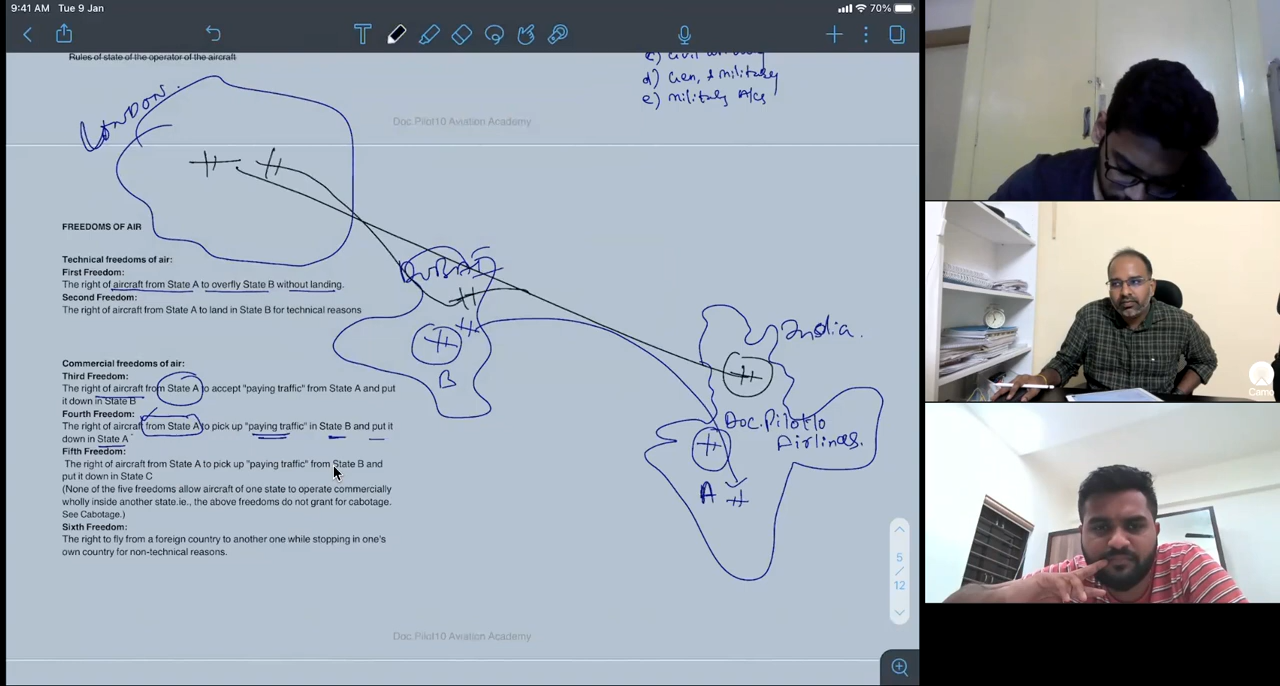 9:41 AM Tue 9 Jan
70%
Rules of state of the operator of the aircraft
d) Gen, & military
e) military A/cs
Doc.Pilot10 Aviation Academy
LONDON.
FREEDOMS OF AIR
Technical freedoms of air:
First Freedom:
The right of aircraft from State A to overfly State B without landing.
Second Freedom:
The right of aircraft from State A to land in State B for technical reasons
DUBAI
B
India.
Commercial freedoms of air:
Third Freedom:
The right of aircraft from State A to accept "paying traffic" from State A and put
it down in State B
Fourth Freedom:
The right of aircraft from State A to pick up "paying traffic" in State B and put it
down in State A
Fifth Freedom:
The right of aircraft from State A to pick up "paying traffic" from State B and
put it down in State C
(None of the five freedoms allow aircraft of one state to operate commercially
wholly inside another state.ie., the above freedoms do not grant for cabotage.
See Cabotage.)
Sixth Freedom:
The right to fly from a foreign country to another one while stopping in one's
own country for non-technical reasons.
Doc.Pilot10
Airlines.
A
5
/
12
Doc.Pilot10 Aviation Academy
Camo